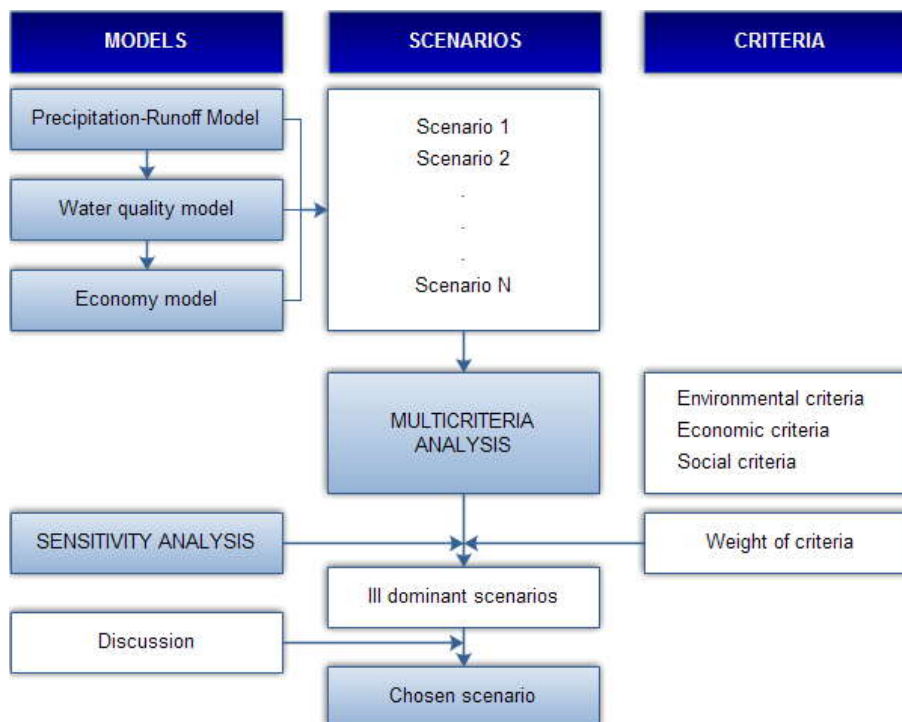 MODELS
SCENARIOS
CRITERIA
Precipitation-Runoff Model
Water quality model
Economy model
Scenario 1
Scenario 2
.
.
.
Scenario N
MULTICRITERIA
ANALYSIS
Environmental criteria
Economic criteria
Social criteria
SENSITIVITY ANALYSIS
Weight of criteria
III dominant scenarios
Discussion
Chosen scenario